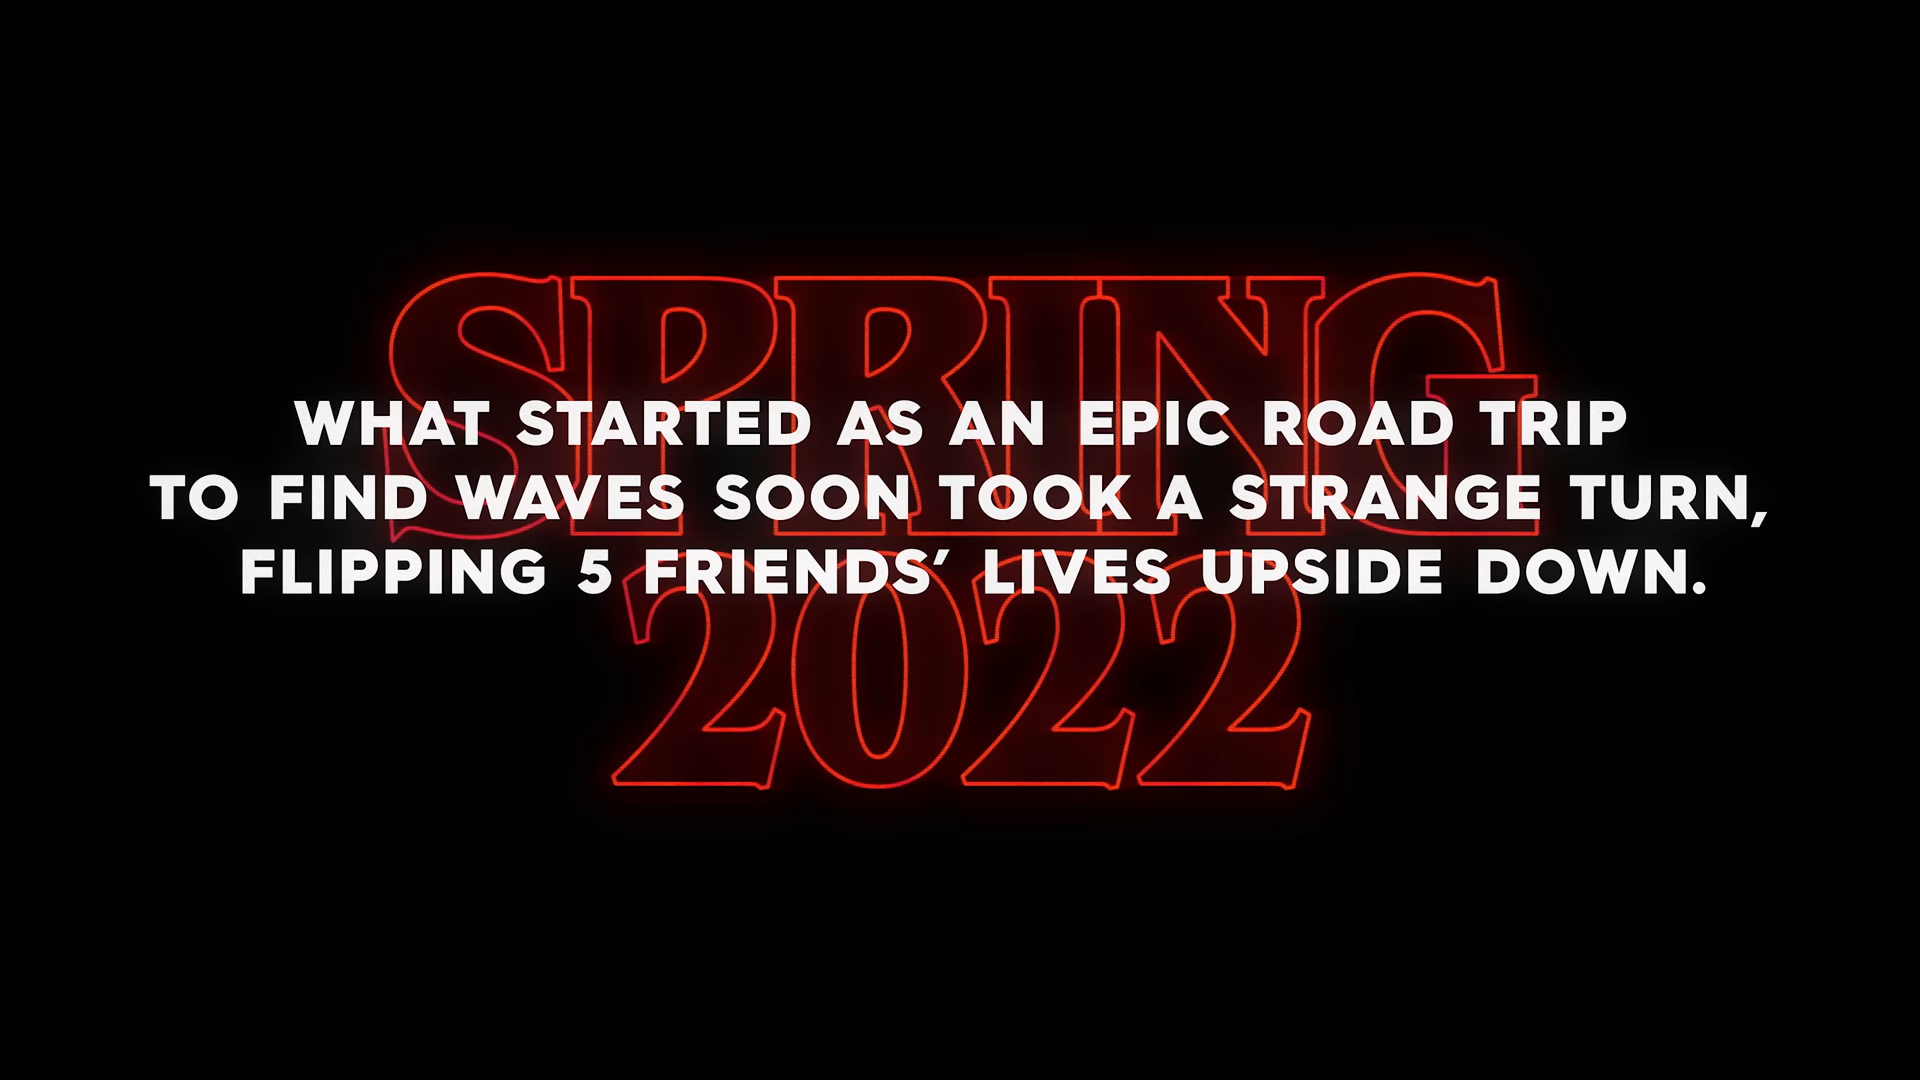 SPRING
WHAT STARTED AS AN EPIC ROAD TRIP
TO FIND WAVES SOON TOOK A STRANGE TURN,
FLIPPING 5 FRIENDS’ LIVES UPSIDE DOWN.
2022